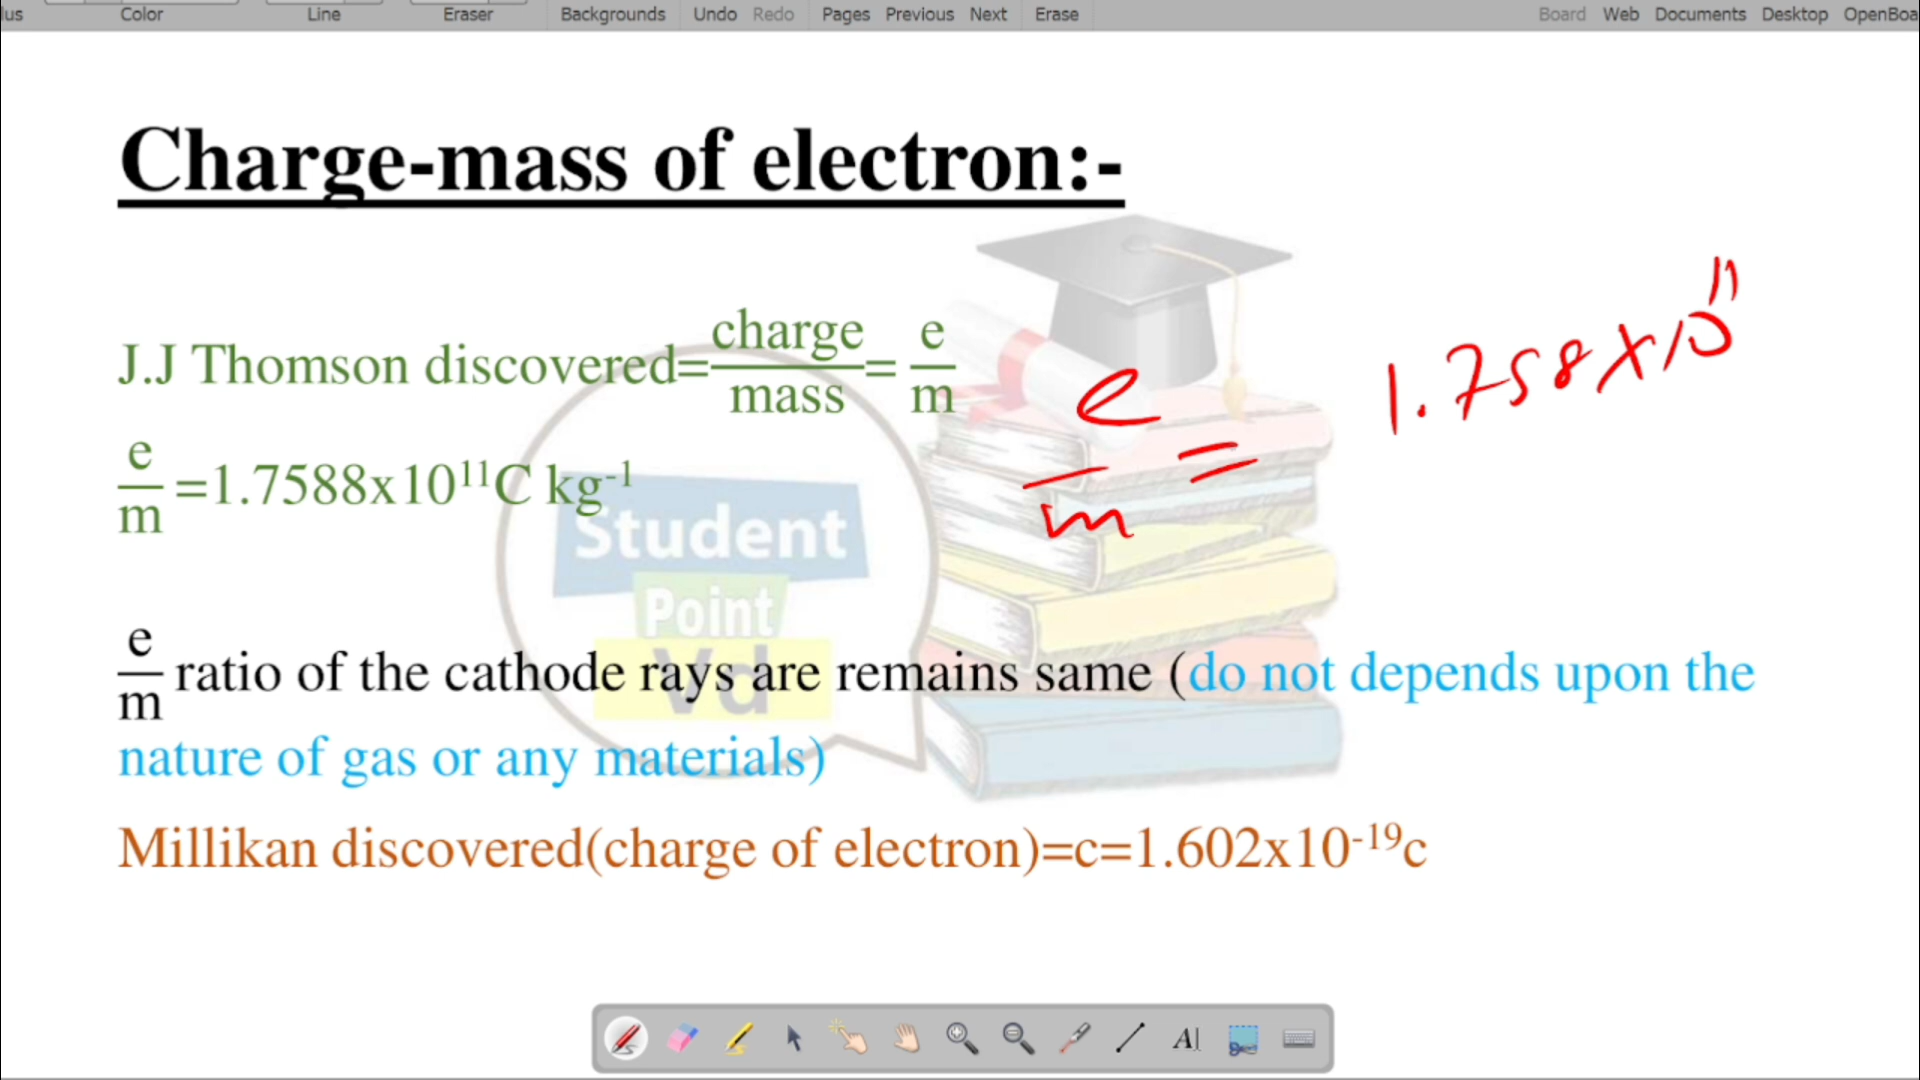 lus Color Line Eraser Backgrounds Undo Redo Pages Previous Next Erase Board Web Documents Desktop OpenBoa
Charge-mass of electron:-
J.J Thomson discovered=charge/mass= e/m
e/m =1.7588x10¹¹C kg⁻¹
e/m = 1.758x10¹¹
Student
Point
Vd
e/m ratio of the cathode rays are remains same (do not depends upon the
nature of gas or any materials)
Millikan discovered(charge of electron)=c=1.602x10⁻¹⁹c
A